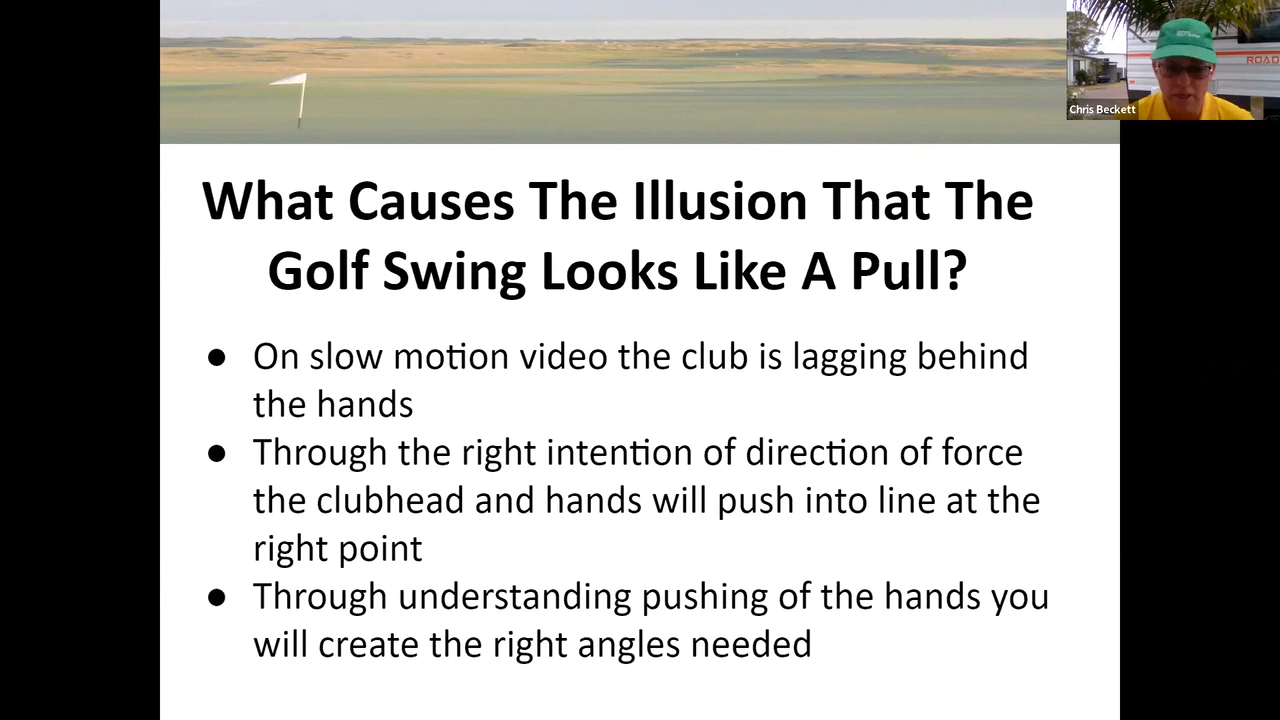 ROAD
Chris Beckett
What Causes The Illusion That The
Golf Swing Looks Like A Pull?
● On slow motion video the club is lagging behind
the hands
● Through the right intention of direction of force
the clubhead and hands will push into line at the
right point
● Through understanding pushing of the hands you
will create the right angles needed